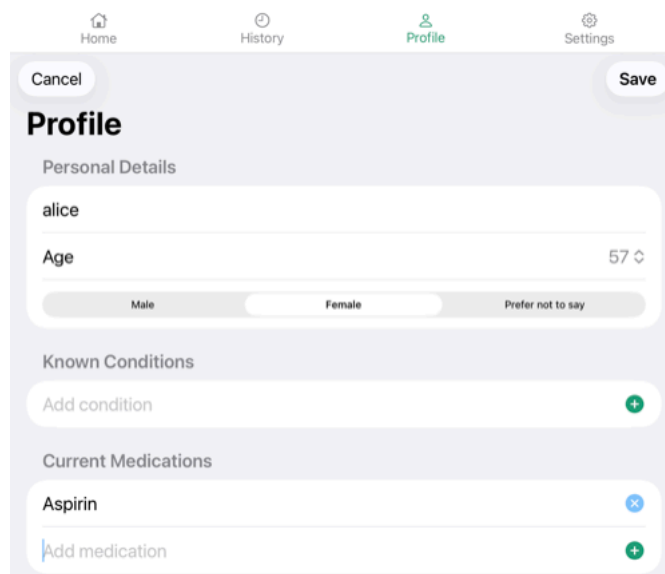 Home History Profile Settings
Cancel Save
Profile
Personal Details
alice
Age 57
Male Female Prefer not to say
Known Conditions
Add condition
Current Medications
Aspirin
Add medication